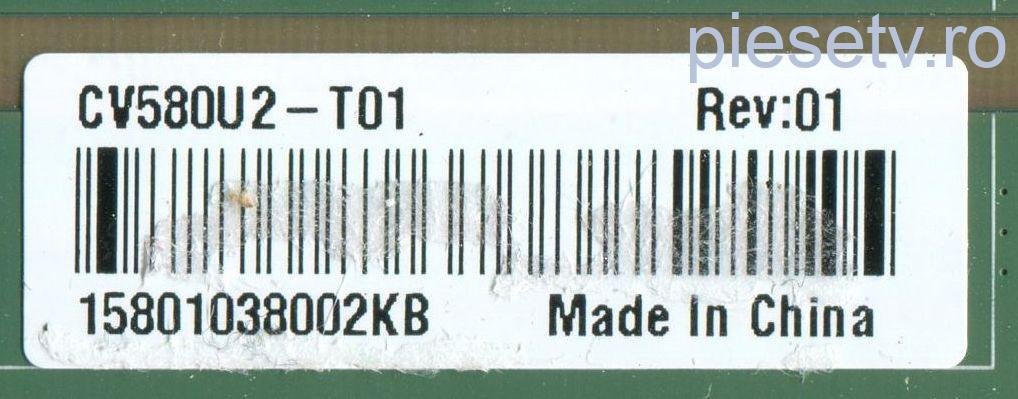 piesetv.ro
CV580U2-T01 Rev:01
15801038002KB Made In China